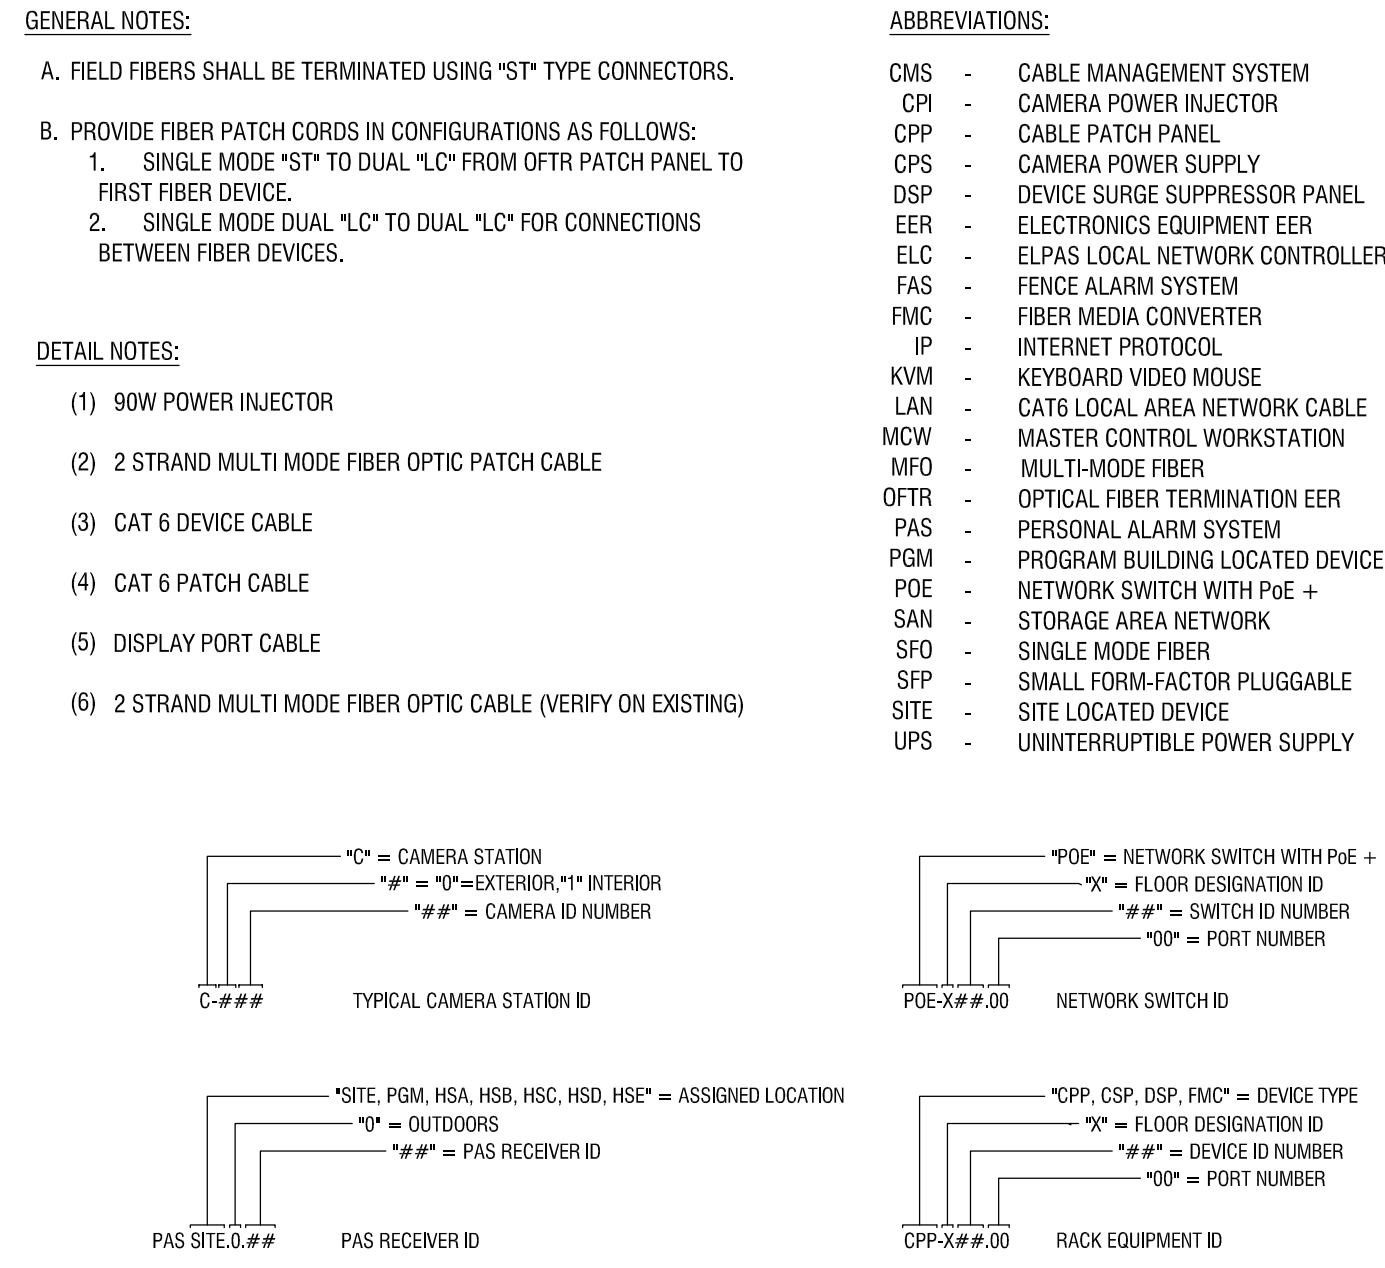 GENERAL NOTES:
A. FIELD FIBERS SHALL BE TERMINATED USING "ST" TYPE CONNECTORS.
B. PROVIDE FIBER PATCH CORDS IN CONFIGURATIONS AS FOLLOWS:
1. SINGLE MODE "ST" TO DUAL "LC" FROM OFTR PATCH PANEL TO
FIRST FIBER DEVICE.
2. SINGLE MODE DUAL "LC" TO DUAL "LC" FOR CONNECTIONS
BETWEEN FIBER DEVICES.
DETAIL NOTES:
(1) 90W POWER INJECTOR
(2) 2 STRAND MULTI MODE FIBER OPTIC PATCH CABLE
(3) CAT 6 DEVICE CABLE
(4) CAT 6 PATCH CABLE
(5) DISPLAY PORT CABLE
(6) 2 STRAND MULTI MODE FIBER OPTIC CABLE (VERIFY ON EXISTING)
ABBREVIATIONS:
CMS - CABLE MANAGEMENT SYSTEM
CPI - CAMERA POWER INJECTOR
CPP - CABLE PATCH PANEL
CPS - CAMERA POWER SUPPLY
DSP - DEVICE SURGE SUPPRESSOR PANEL
EER - ELECTRONICS EQUIPMENT EER
ELC - ELPAS LOCAL NETWORK CONTROLLER
FAS - FENCE ALARM SYSTEM
FMC - FIBER MEDIA CONVERTER
IP - INTERNET PROTOCOL
KVM - KEYBOARD VIDEO MOUSE
LAN - CAT6 LOCAL AREA NETWORK CABLE
MCW - MASTER CONTROL WORKSTATION
MFO - MULTI-MODE FIBER
OFTR - OPTICAL FIBER TERMINATION EER
PAS - PERSONAL ALARM SYSTEM
PGM - PROGRAM BUILDING LOCATED DEVICE
POE - NETWORK SWITCH WITH PoE +
SAN - STORAGE AREA NETWORK
SFO - SINGLE MODE FIBER
SFP - SMALL FORM-FACTOR PLUGGABLE
SITE - SITE LOCATED DEVICE
UPS - UNINTERRUPTIBLE POWER SUPPLY
"C" = CAMERA STATION
"#" = "0"=EXTERIOR,"1" INTERIOR
"##" = CAMERA ID NUMBER
C-### TYPICAL CAMERA STATION ID
"POE" = NETWORK SWITCH WITH PoE +
"X" = FLOOR DESIGNATION ID
"##" = SWITCH ID NUMBER
"00" = PORT NUMBER
POE-X##.00 NETWORK SWITCH ID
"SITE, PGM, HSA, HSB, HSC, HSD, HSE" = ASSIGNED LOCATION
"0" = OUTDOORS
"##" = PAS RECEIVER ID
PAS SITE.0.## PAS RECEIVER ID
"CPP, CSP, DSP, FMC" = DEVICE TYPE
"X" = FLOOR DESIGNATION ID
"##" = DEVICE ID NUMBER
"00" = PORT NUMBER
CPP-X##.00 RACK EQUIPMENT ID